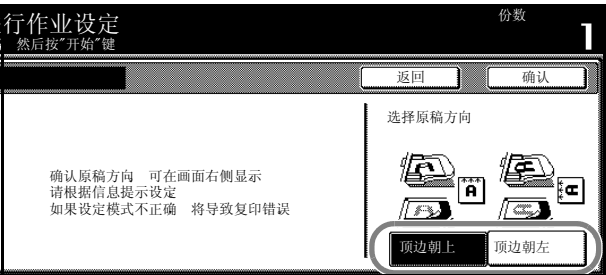 行作业设定
份数
然后按"开始"键
1
返回
确认
选择原稿方向
确认原稿方向 可在画面右侧显示
请根据信息提示设定
如果设定模式不正确 将导致复印错误
A
A
顶边朝上
顶边朝左